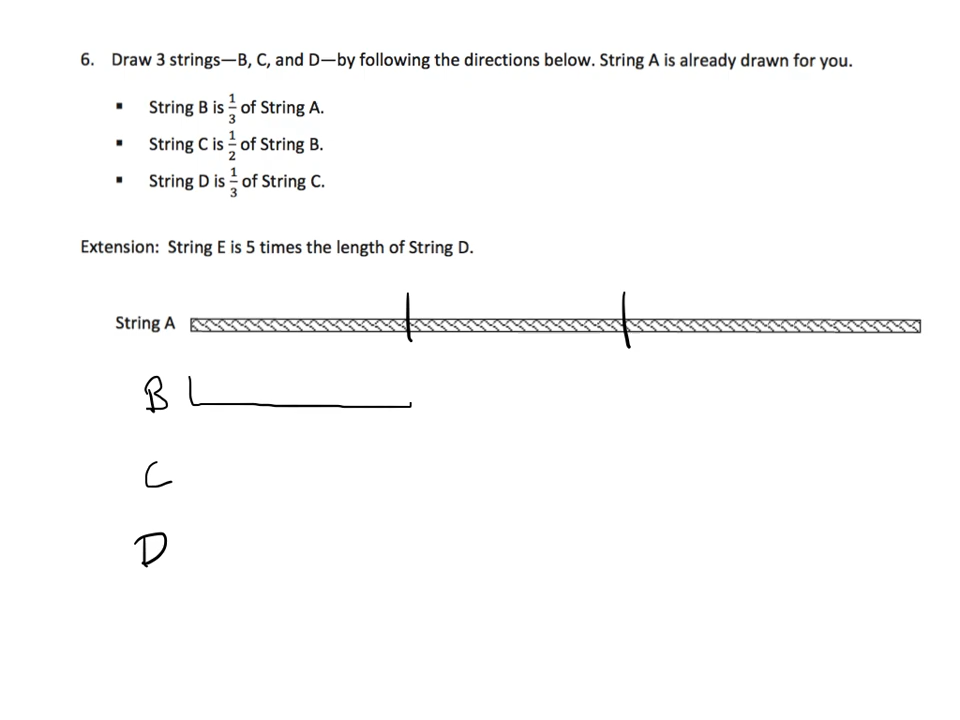 6. Draw 3 strings—B, C, and D—by following the directions below. String A is already drawn for you.
▪ String B is 1/3 of String A.
▪ String C is 1/2 of String B.
▪ String D is 1/3 of String C.
Extension: String E is 5 times the length of String D.
String A
B
C
D